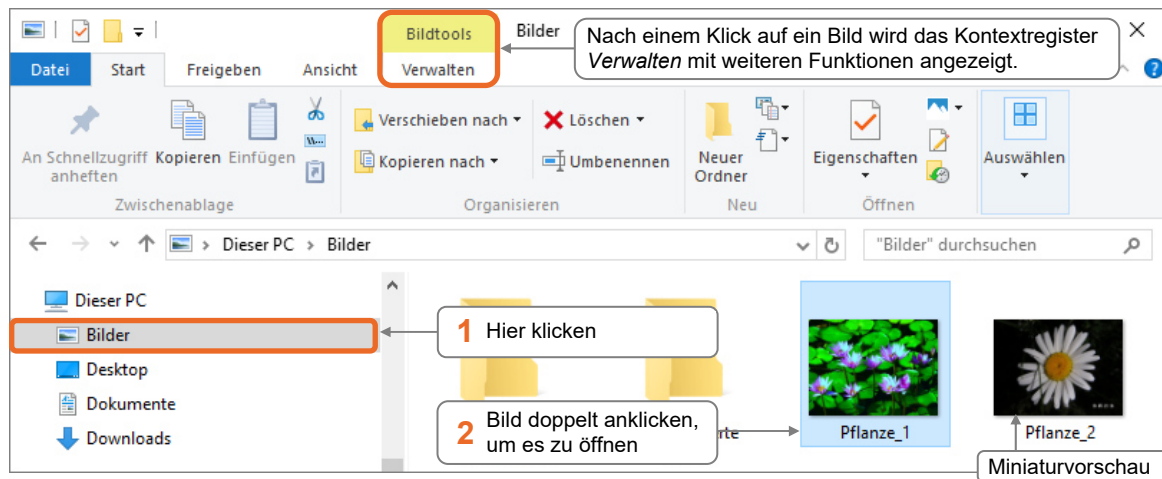 Bildtools
Bilder
Nach einem Klick auf ein Bild wird das Kontextregister
Verwalten mit weiteren Funktionen angezeigt.
Datei Start Freigeben Ansicht Verwalten
An Schnellzugriff
anheften
Kopieren
Einfügen
Zwischenablage
Verschieben nach
Kopieren nach
Löschen
Umbenennen
Organisieren
Neuer
Ordner
Neu
Eigenschaften
Öffnen
Auswählen
Dieser PC > Bilder
"Bilder" durchsuchen
Dieser PC
Bilder
Desktop
Dokumente
Downloads
1 Hier klicken
2 Bild doppelt anklicken,
um es zu öffnen
rte
Pflanze_1
Pflanze_2
Miniaturvorschau